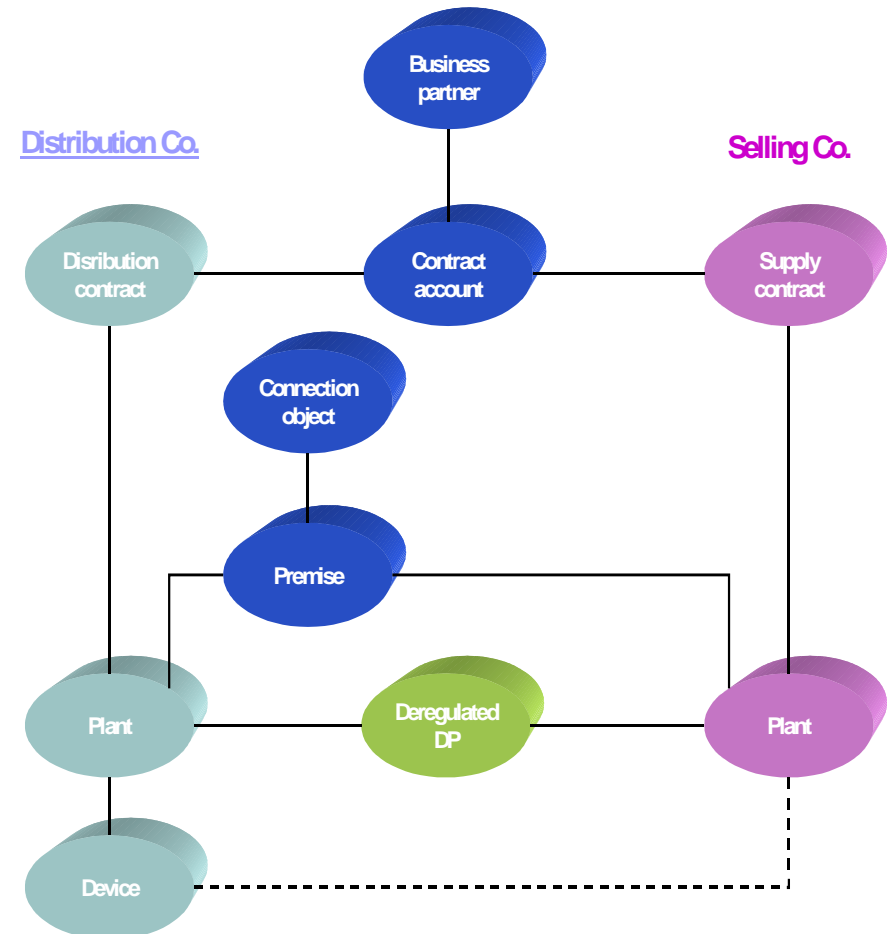 Business
partner
Distribution Co.
Selling Co.
Disribution
contract
Contract
account
Supply
contract
Connection
object
Premise
Plant
Deregulated
DP
Plant
Device